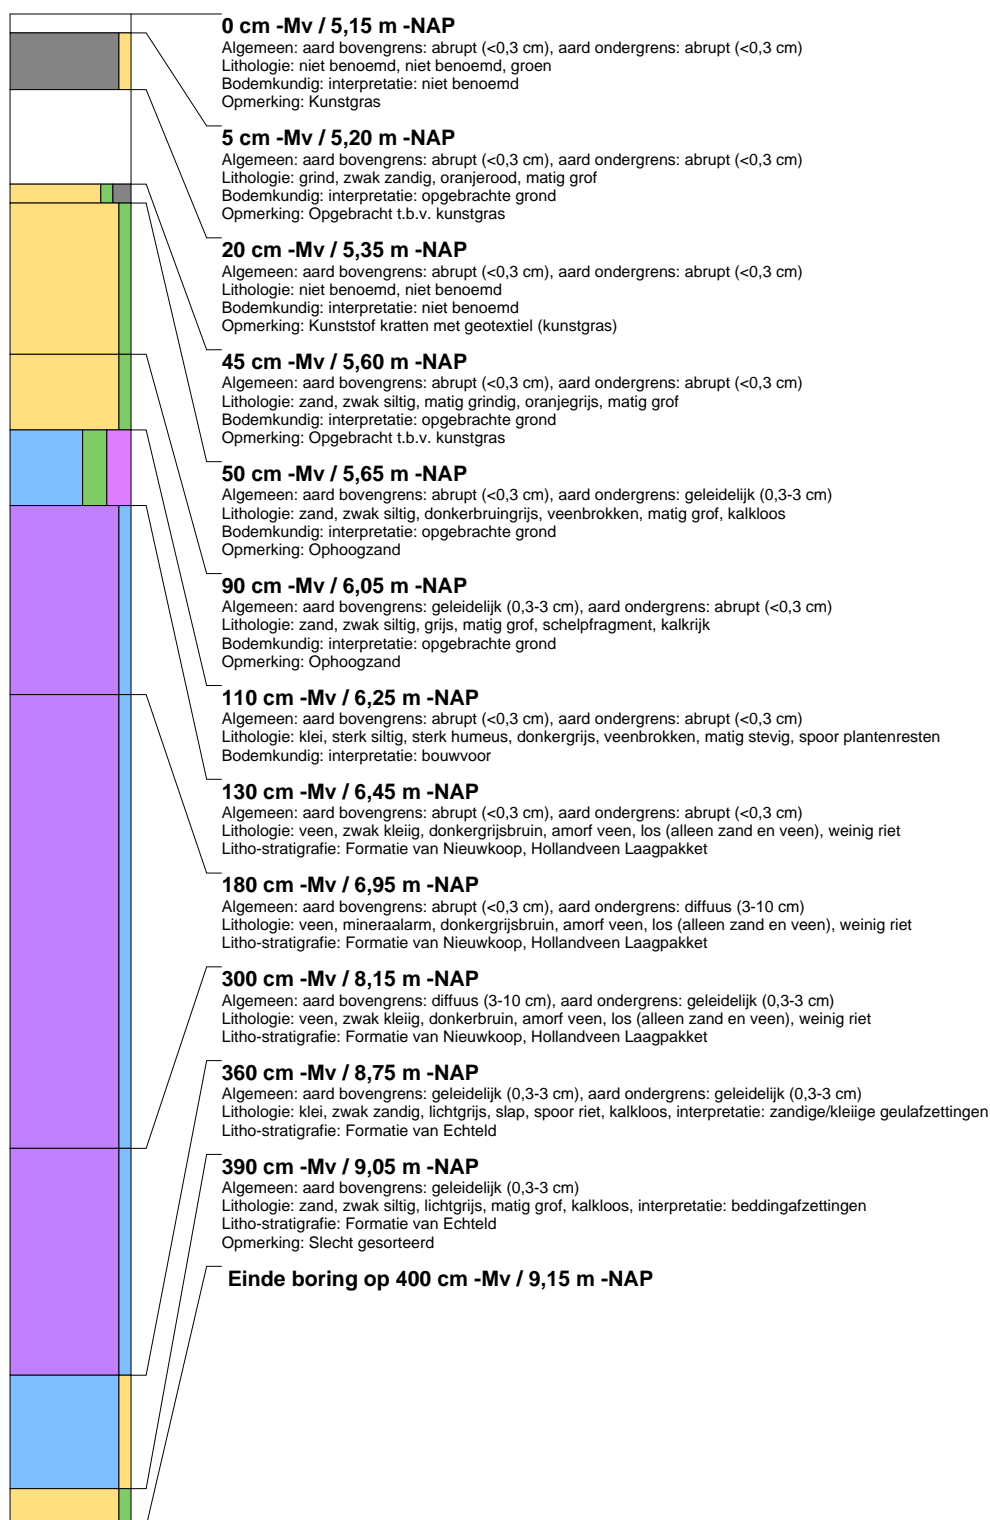 0 cm -Mv / 5,15 m -NAP
Algemeen: aard bovengrens: abrupt (<0,3 cm), aard ondergrens: abrupt (<0,3 cm)
Lithologie: niet benoemd, niet benoemd, groen
Bodemkundig: interpretatie: niet benoemd
Opmerking: Kunstgras
5 cm -Mv / 5,20 m -NAP
Algemeen: aard bovengrens: abrupt (<0,3 cm), aard ondergrens: abrupt (<0,3 cm)
Lithologie: grind, zwak zandig, oranjerood, matig grof
Bodemkundig: interpretatie: opgebrachte grond
Opmerking: Opgebracht t.b.v. kunstgras
20 cm -Mv / 5,35 m -NAP
Algemeen: aard bovengrens: abrupt (<0,3 cm), aard ondergrens: abrupt (<0,3 cm)
Lithologie: niet benoemd, niet benoemd
Bodemkundig: interpretatie: niet benoemd
Opmerking: Kunststof kratten met geotextiel (kunstgras)
45 cm -Mv / 5,60 m -NAP
Algemeen: aard bovengrens: abrupt (<0,3 cm), aard ondergrens: abrupt (<0,3 cm)
Lithologie: zand, zwak siltig, matig grindig, oranjegrijs, matig grof
Bodemkundig: interpretatie: opgebrachte grond
Opmerking: Opgebracht t.b.v. kunstgras
50 cm -Mv / 5,65 m -NAP
Algemeen: aard bovengrens: abrupt (<0,3 cm), aard ondergrens: geleidelijk (0,3-3 cm)
Lithologie: zand, zwak siltig, donkerbruingrijs, veenbrokken, matig grof, kalkloos
Bodemkundig: interpretatie: opgebrachte grond
Opmerking: Ophoogzand
90 cm -Mv / 6,05 m -NAP
Algemeen: aard bovengrens: geleidelijk (0,3-3 cm), aard ondergrens: abrupt (<0,3 cm)
Lithologie: zand, zwak siltig, grijs, matig grof, schelpfragment, kalkrijk
Bodemkundig: interpretatie: opgebrachte grond
Opmerking: Ophoogzand
110 cm -Mv / 6,25 m -NAP
Algemeen: aard bovengrens: abrupt (<0,3 cm), aard ondergrens: abrupt (<0,3 cm)
Lithologie: klei, sterk siltig, sterk humeus, donkergrijs, veenbrokken, matig stevig, spoor plantenresten
Bodemkundig: interpretatie: bouwvoor
130 cm -Mv / 6,45 m -NAP
Algemeen: aard bovengrens: abrupt (<0,3 cm), aard ondergrens: abrupt (<0,3 cm)
Lithologie: veen, zwak kleiig, donkergrijsbruin, amorf veen, los (alleen zand en veen), weinig riet
Litho-stratigrafie: Formatie van Nieuwkoop, Hollandveen Laagpakket
180 cm -Mv / 6,95 m -NAP
Algemeen: aard bovengrens: abrupt (<0,3 cm), aard ondergrens: diffuus (3-10 cm)
Lithologie: veen, mineraalarm, donkergrijsbruin, amorf veen, los (alleen zand en veen), weinig riet
Litho-stratigrafie: Formatie van Nieuwkoop, Hollandveen Laagpakket
300 cm -Mv / 8,15 m -NAP
Algemeen: aard bovengrens: diffuus (3-10 cm), aard ondergrens: geleidelijk (0,3-3 cm)
Lithologie: veen, zwak kleiig, donkerbruin, amorf veen, los (alleen zand en veen), weinig riet
Litho-stratigrafie: Formatie van Nieuwkoop, Hollandveen Laagpakket
360 cm -Mv / 8,75 m -NAP
Algemeen: aard bovengrens: geleidelijk (0,3-3 cm), aard ondergrens: geleidelijk (0,3-3 cm)
Lithologie: klei, zwak zandig, lichtgrijs, slap, spoor riet, kalkloos, interpretatie: zandige/kleiige geulafzettingen
Litho-stratigrafie: Formatie van Echteld
390 cm -Mv / 9,05 m -NAP
Algemeen: aard bovengrens: geleidelijk (0,3-3 cm)
Lithologie: zand, zwak siltig, lichtgrijs, matig grof, kalkloos, interpretatie: beddingafzettingen
Litho-stratigrafie: Formatie van Echteld
Opmerking: Slecht gesorteerd
Einde boring op 400 cm -Mv / 9,15 m -NAP